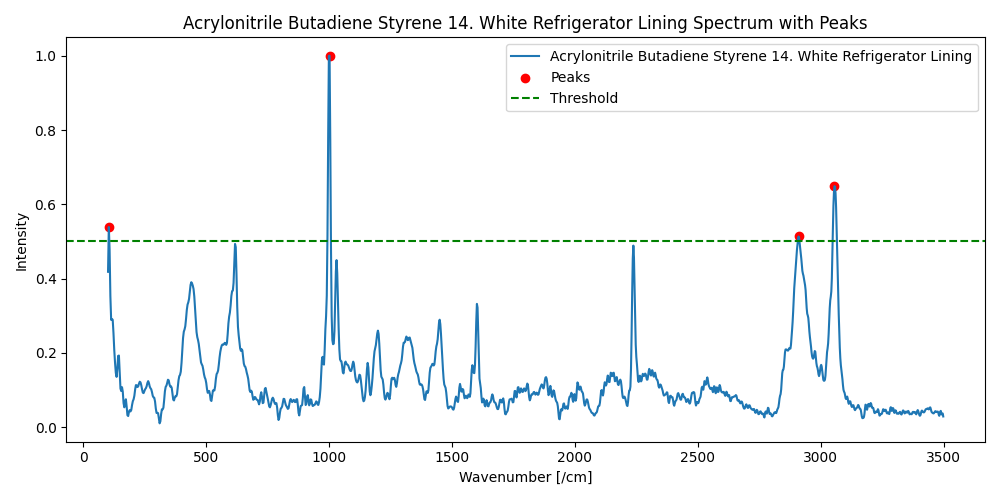 Acrylonitrile Butadiene Styrene 14. White Refrigerator Lining Spectrum with Peaks
Acrylonitrile Butadiene Styrene 14. White Refrigerator Lining
Peaks
Threshold
Intensity
1.0
0.8
0.6
0.4
0.2
0.0
0 500 1000 1500 2000 2500 3000 3500
Wavenumber [/cm]